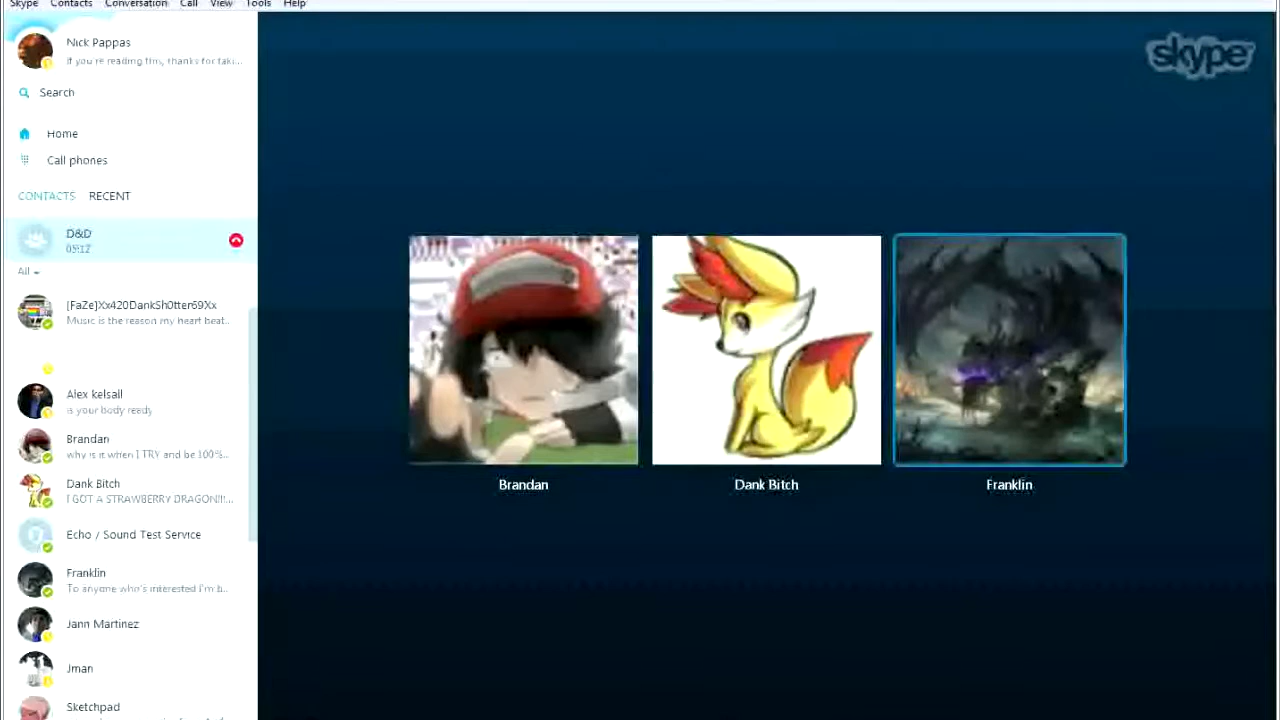 Skype Contacts Conversation Call View Tools Help
skype
Nick Pappas
If you're reading this, thanks for taki...
Search
Home
Call phones
CONTACTS RECENT
D&D
All
[FaZe]Xx420DankSh0tter69Xx
Music is the reason my heart beat..
Alex kelsall
is your body ready
Brandan
why is it when I TRY and be 100%..
Dank Bitch
I GOT A STRAWBERRY DRAGON!!!...
Echo / Sound Test Service
Franklin
To anyone who's interested I'm b..
Jann Martinez
Jman
Sketchpad
Brandan
Dank Bitch
Franklin